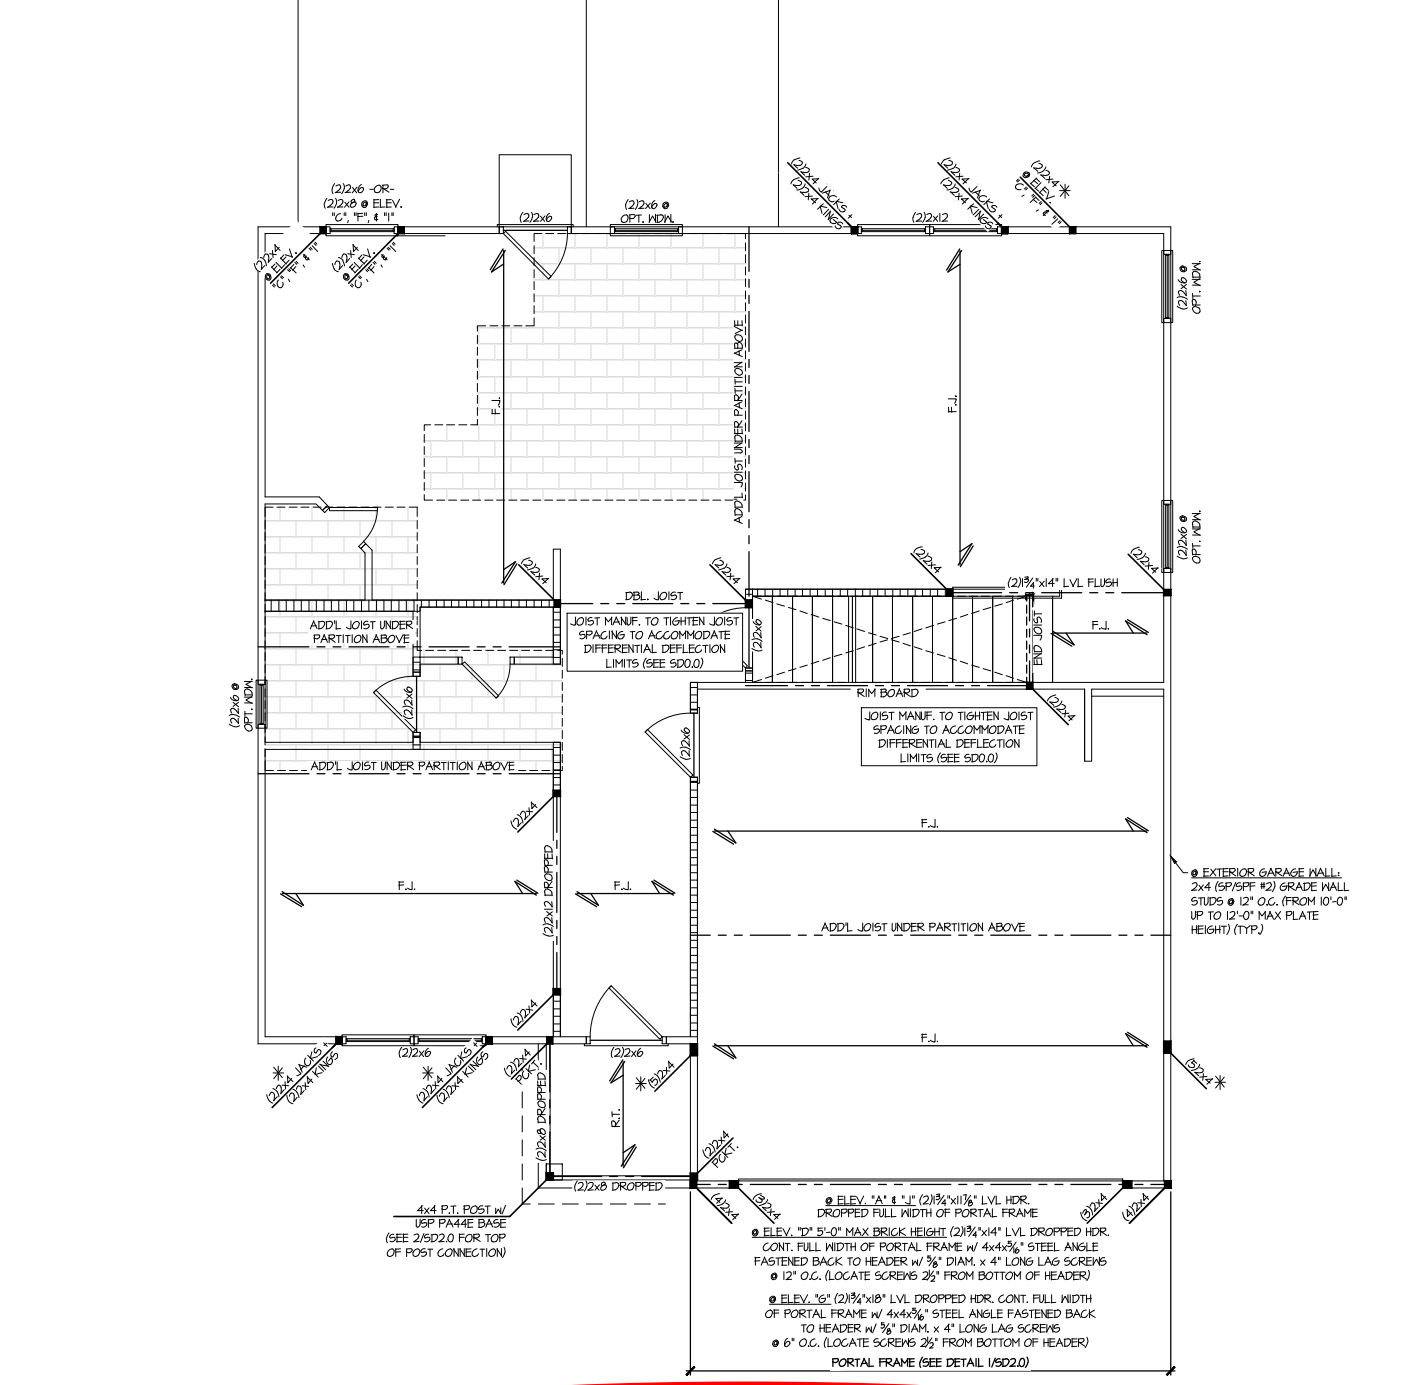 (2)2x6 -OR-
(2)2x8 @ ELEV.
"C", "F", & "I"
(2)2x4
@ ELEV.
"C", "F", & "I"
(2)2x4
@ ELEV.
"C", "F", & "I"
(2)2x6
(2)2x6 @
OPT. WDW.
(2)2x4 JACKS +
(2)2x4 KINGS
(2)2x12
(2)2x4 JACKS +
(2)2x4 KINGS
(2)2x4 *
@ ELEV.
"C", "F", & "I"
(2)2x6 @
OPT. WDW.
F.J.
ADD'L JOIST UNDER PARTITION ABOVE
F.J.
(2)2x6 @
OPT. WDW.
(2)2x4
(2)2x4
(2)2x4
(2)2x4
(2)1¾"x14" LVL FLUSH
DBL. JOIST
JOIST MANUF. TO TIGHTEN JOIST
SPACING TO ACCOMMODATE
DIFFERENTIAL DEFLECTION
LIMITS (SEE SD0.0)
(2)2x6
END JOIST
F.J.
ADD'L JOIST UNDER
PARTITION ABOVE
(2)2x6 @
OPT. WDW.
(2)2x6
RIM BOARD
(2)2x4
JOIST MANUF. TO TIGHTEN JOIST
SPACING TO ACCOMMODATE
DIFFERENTIAL DEFLECTION
LIMITS (SEE SD0.0)
(2)2x6
ADD'L JOIST UNDER PARTITION ABOVE
(2)2x4
F.J.
(2)2x12 DROPPED
F.J.
F.J.
@ EXTERIOR GARAGE WALL:
2x4 (SP/SPF #2) GRADE WALL
STUDS @ 12" O.C. (FROM 10'-0"
UP TO 12'-0" MAX PLATE
HEIGHT) (TYP.)
ADD'L JOIST UNDER PARTITION ABOVE
(2)2x4
F.J.
* (2)2x4 JACKS +
(2)2x4 KINGS
(2)2x6
* (2)2x4 JACKS +
(2)2x4 KINGS
(2)2x4
PCKT.
(2)2x6
* (5)2x4
(5)2x4 *
(2)2x8 DROPPED
R.T.
(2)2x4
PCKT.
(2)2x8 DROPPED
(4)2x4
(3)2x4
(3)2x4
(4)2x4
4x4 P.T. POST w/
USP PA44E BASE
(SEE 2/SD2.0 FOR TOP
OF POST CONNECTION)
@ ELEV. "A" & "J" (2)1¾"x11⅞" LVL HDR.
DROPPED FULL WIDTH OF PORTAL FRAME
@ ELEV. "D" 5'-0" MAX BRICK HEIGHT (2)1¾"x14" LVL DROPPED HDR.
CONT. FULL WIDTH OF PORTAL FRAME w/ 4x4x5/16" STEEL ANGLE
FASTENED BACK TO HEADER w/ ⅝" DIAM. x 4" LONG LAG SCREWS
@ 12" O.C. (LOCATE SCREWS 2½" FROM BOTTOM OF HEADER)
@ ELEV. "G" (2)1¾"x18" LVL DROPPED HDR. CONT. FULL WIDTH
OF PORTAL FRAME w/ 4x4x5/16" STEEL ANGLE FASTENED BACK
TO HEADER w/ ⅝" DIAM. x 4" LONG LAG SCREWS
@ 6" O.C. (LOCATE SCREWS 2½" FROM BOTTOM OF HEADER)
PORTAL FRAME (SEE DETAIL 1/SD2.0)